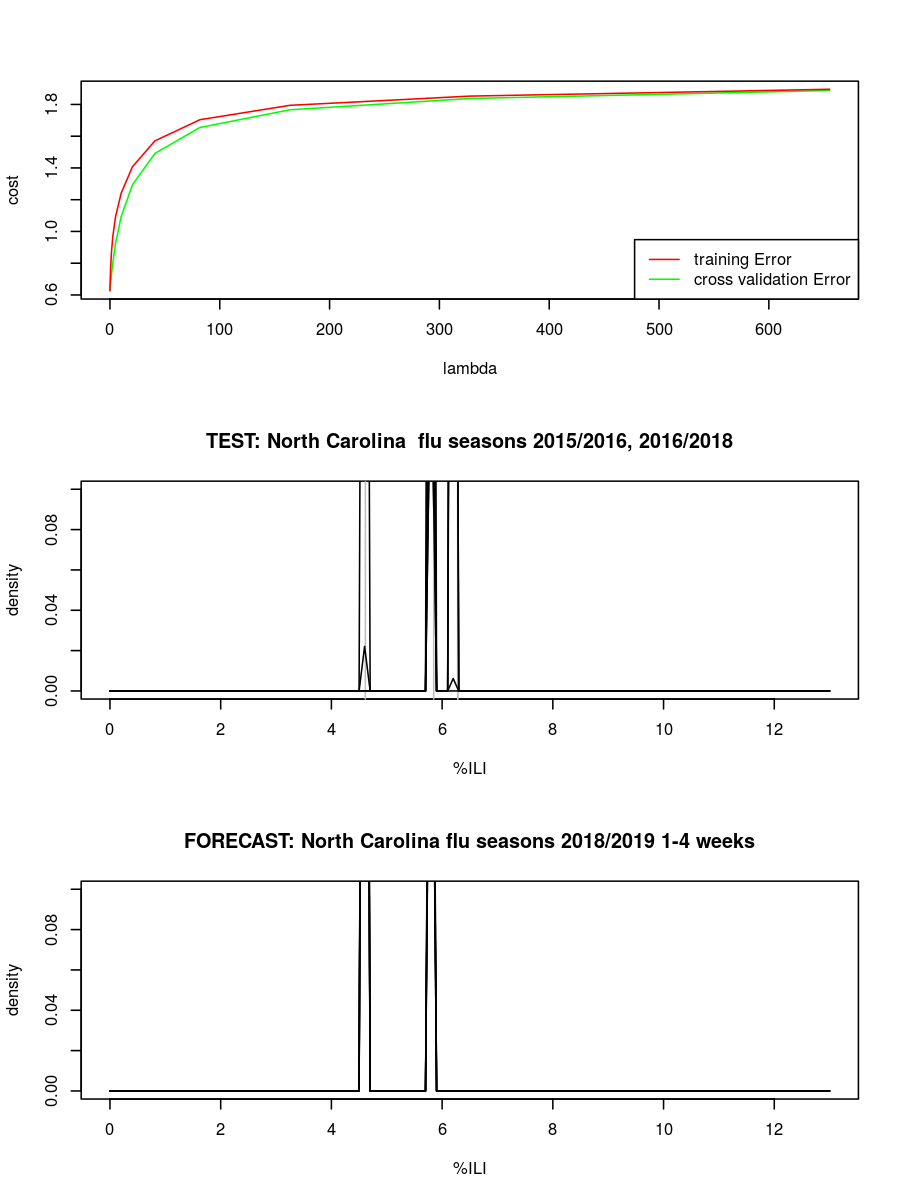 cost
0.6 1.0 1.4 1.8
training Error
cross validation Error
0 100 200 300 400 500 600
lambda
TEST: North Carolina  flu seasons 2015/2016, 2016/2018
density
0.00 0.04 0.08
0 2 4 6 8 10 12
%ILI
FORECAST: North Carolina flu seasons 2018/2019 1-4 weeks
density
0.00 0.04 0.08
0 2 4 6 8 10 12
%ILI